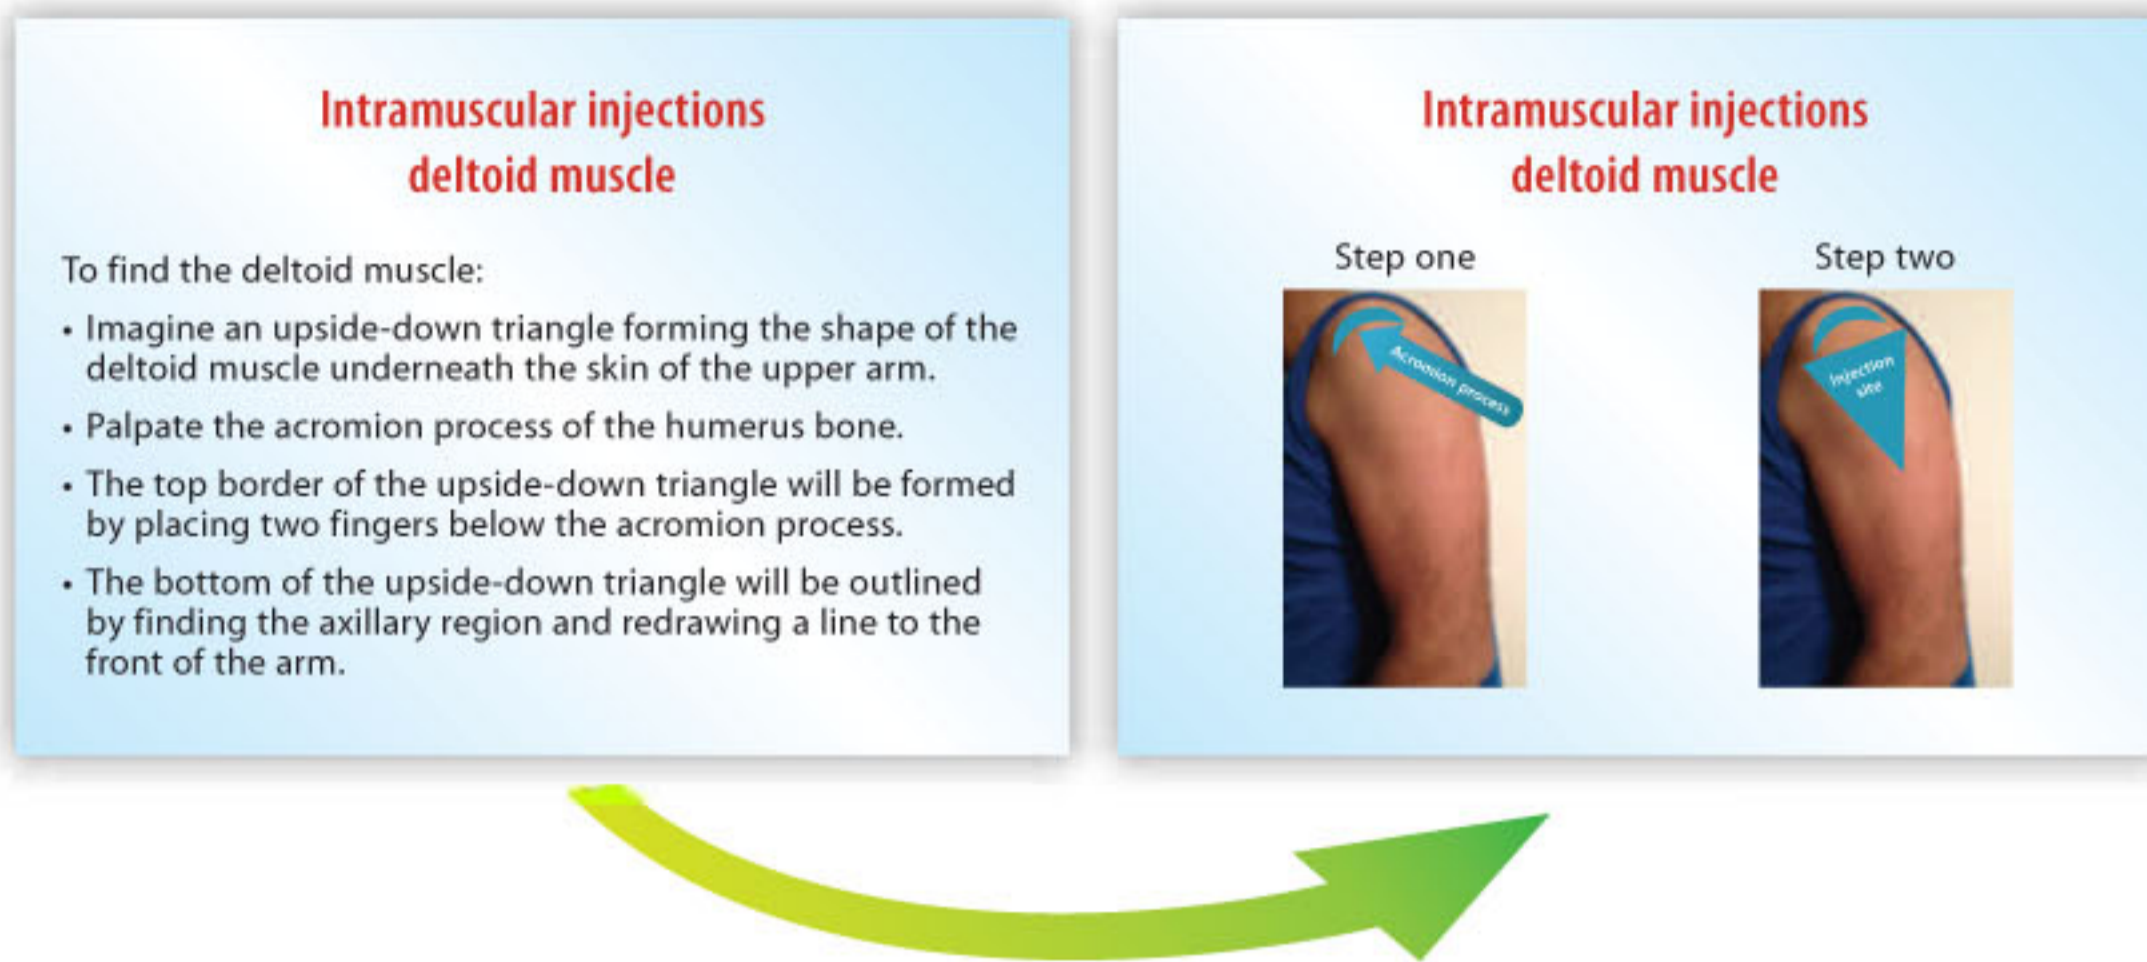 Intramuscular injections
deltoid muscle
To find the deltoid muscle:
• Imagine an upside-down triangle forming the shape of the
deltoid muscle underneath the skin of the upper arm.
• Palpate the acromion process of the humerus bone.
• The top border of the upside-down triangle will be formed
by placing two fingers below the acromion process.
• The bottom of the upside-down triangle will be outlined
by finding the axillary region and redrawing a line to the
front of the arm.
Intramuscular injections
deltoid muscle
Step one
Acromion process
Step two
Injection
site